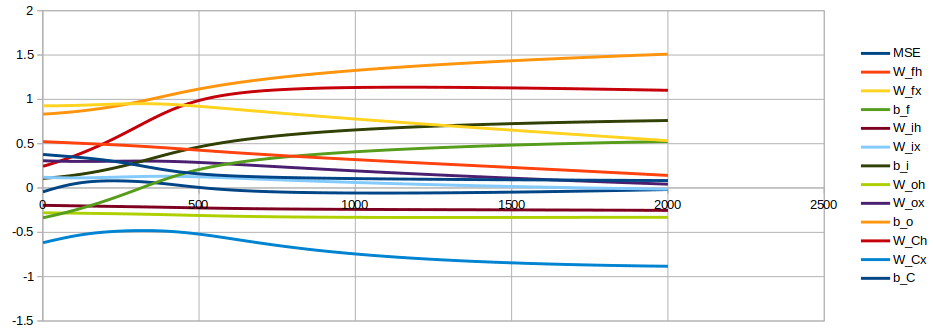 2
1.5
1
0.5
0
-0.5
-1
-1.5
0 500 1000 1500 2000 2500
MSE
W_fh
W_fx
b_f
W_ih
W_ix
b_i
W_oh
W_ox
b_o
W_Ch
W_Cx
b_C